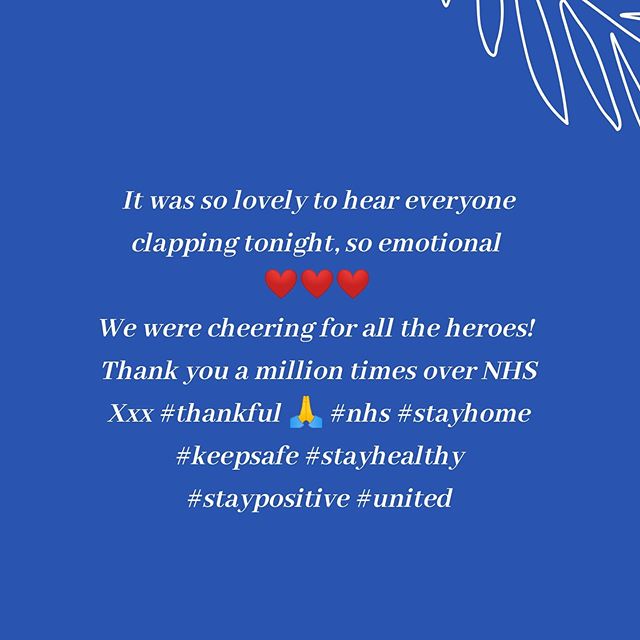 It was so lovely to hear everyone
clapping tonight, so emotional
❤️❤️❤️
We were cheering for all the heroes!
Thank you a million times over NHS
Xxx #thankful 🙏 #nhs #stayhome
#keepsafe #stayhealthy
#staypositive #united